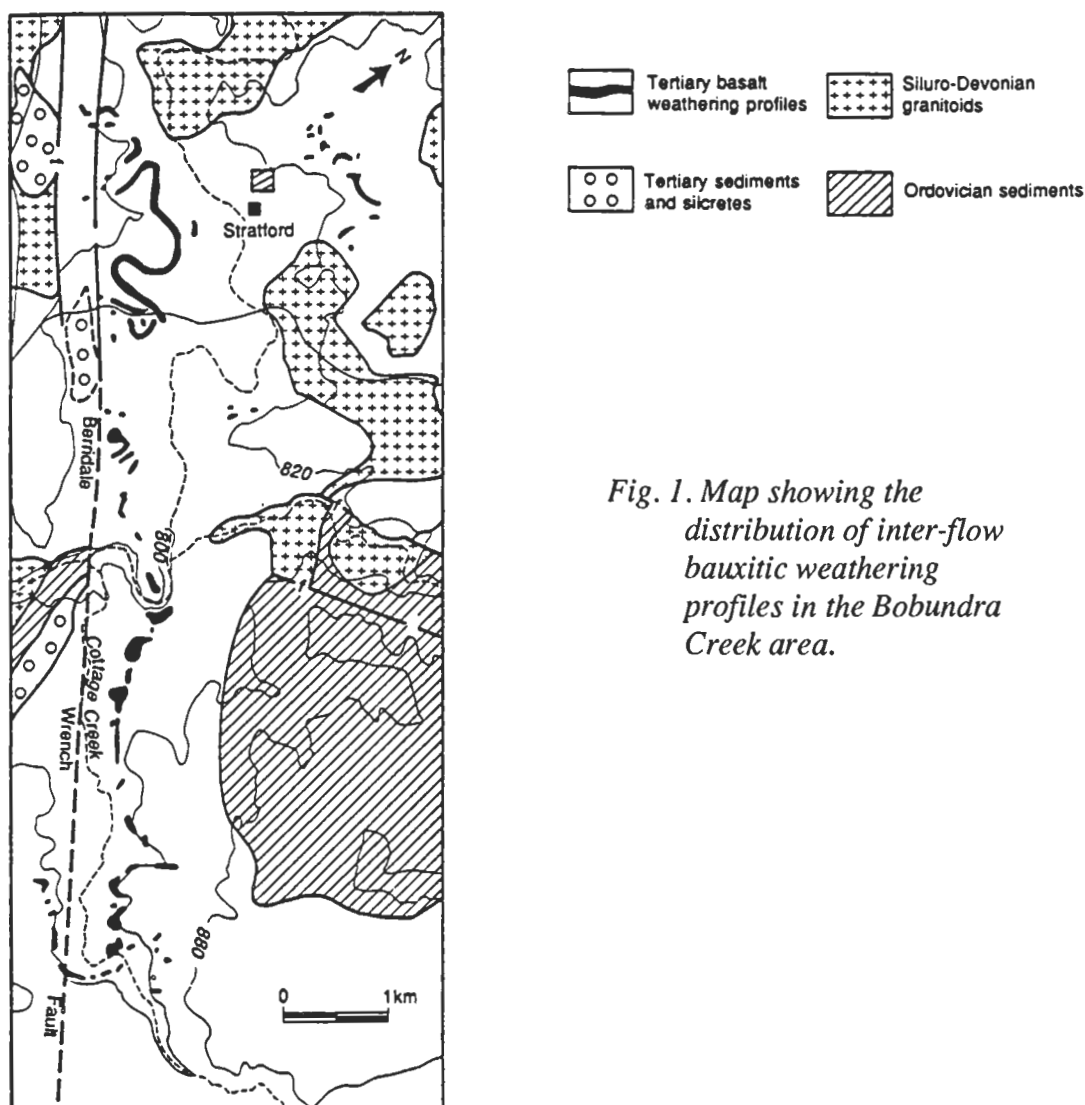 N
Stratford
Berridale
820
800
Cottage Creek
Wrench
880
Fault
0 1km
Tertiary basalt
weathering profiles
Siluro-Devonian
granitoids
Tertiary sediments
and silcretes
Ordovician sediments
Fig. 1. Map showing the
distribution of inter-flow
bauxitic weathering
profiles in the Bobundra
Creek area.